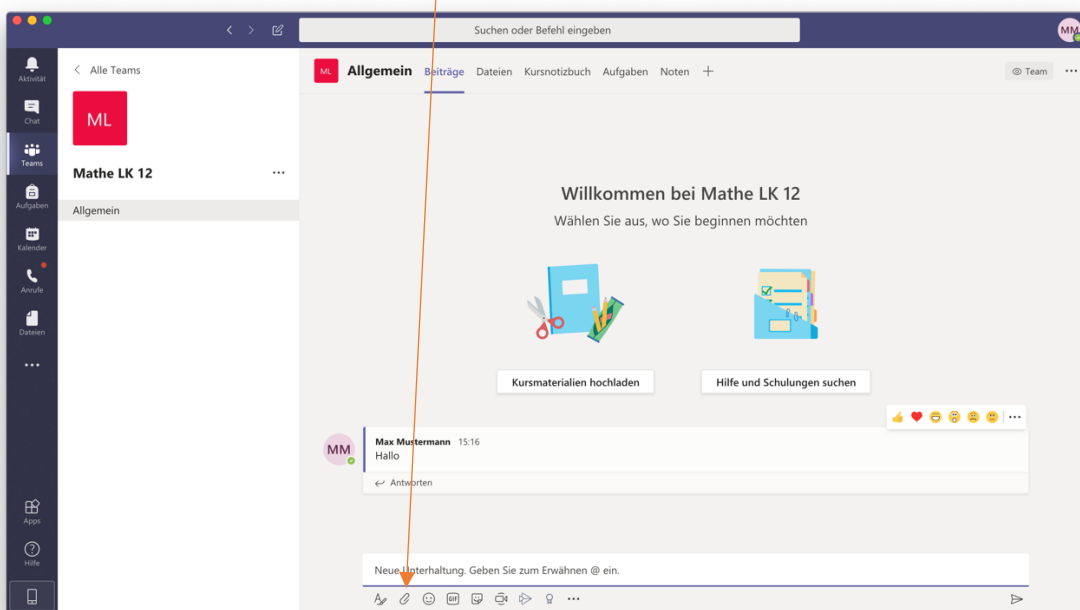 Suchen oder Befehl eingeben
MM
Aktivität
Chat
Teams
Aufgaben
Kalender
Anrufe
Dateien
Apps
Hilfe
Alle Teams
ML
Mathe LK 12
Allgemein
ML Allgemein Beiträge Dateien Kursnotizbuch Aufgaben Noten Team
Willkommen bei Mathe LK 12
Wählen Sie aus, wo Sie beginnen möchten
Kursmaterialien hochladen Hilfe und Schulungen suchen
MM
Max Mustermann 15:16
Hallo
Antworten
Neue Unterhaltung. Geben Sie zum Erwähnen @ ein.
GIF